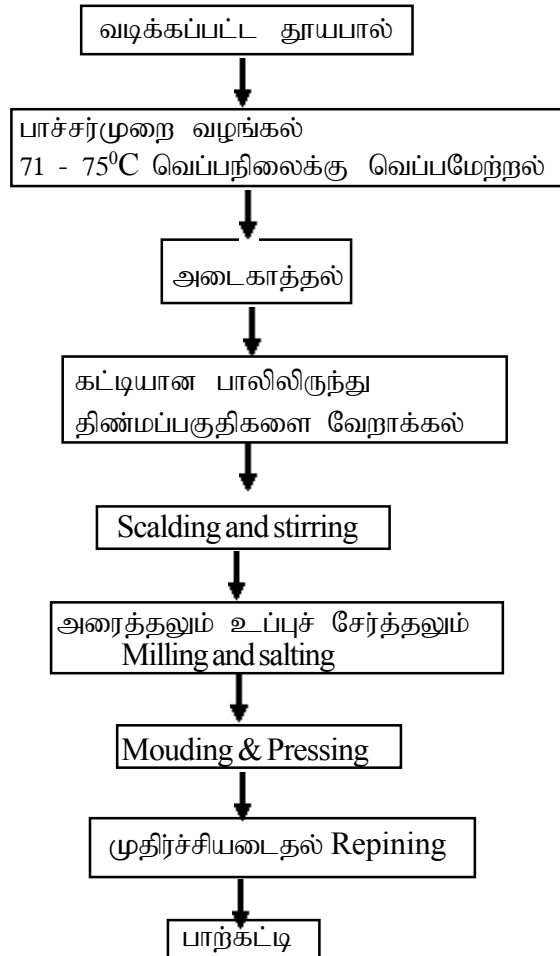 வடிக்கப்பட்ட தூயபால்
பாச்சர்முறை வழங்கல்
71 - 75⁰C வெப்பநிலைக்கு வெப்பமேற்றல்
அடைகாத்தல்
கட்டியான பாலிலிருந்து
திண்மப்பகுதிகளை வேறாக்கல்
Scalding and stirring
அரைத்தலும் உப்புச் சேர்த்தலும்
Milling and salting
Mouding & Pressing
முதிர்ச்சியடைதல் Repining
பாற்கட்டி